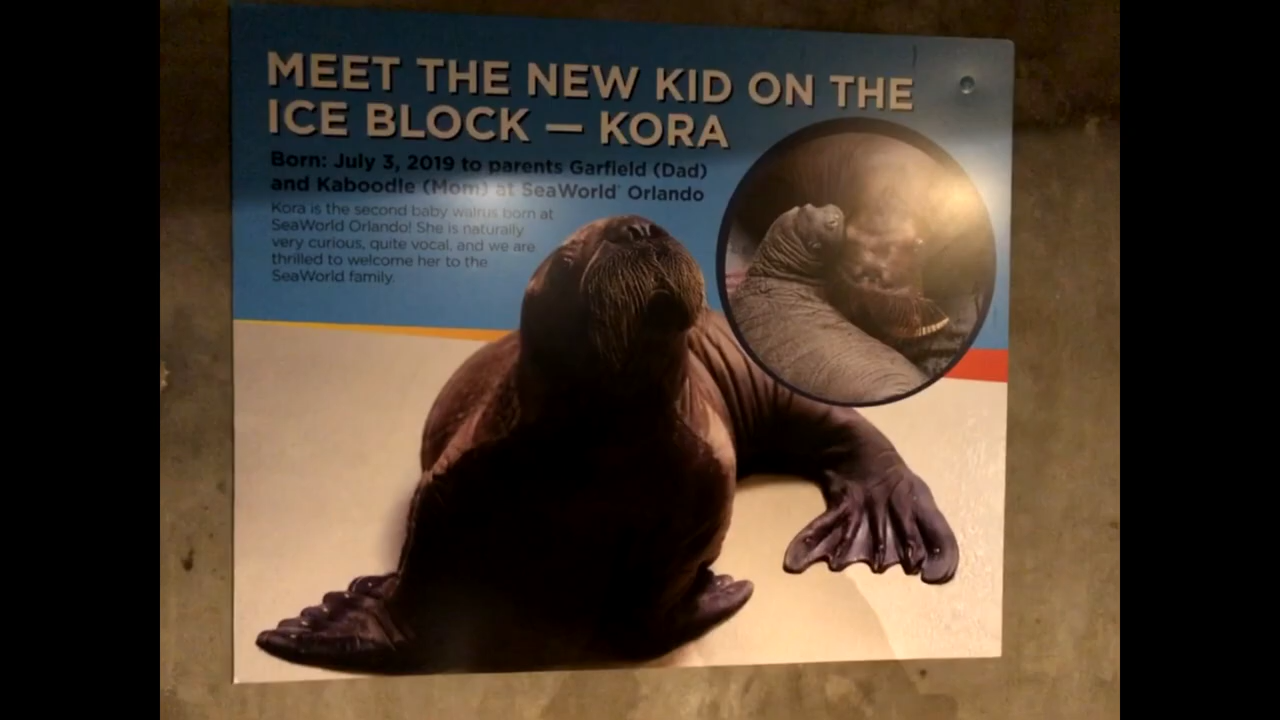 MEET THE NEW KID ON THE
ICE BLOCK — KORA
Born: July 3, 2019 to parents Garfield (Dad)
and Kaboodle (Mom) at SeaWorld® Orlando
Kora is the second baby walrus born at
SeaWorld Orlando! She is naturally
very curious, quite vocal, and we are
thrilled to welcome her to the
SeaWorld family.